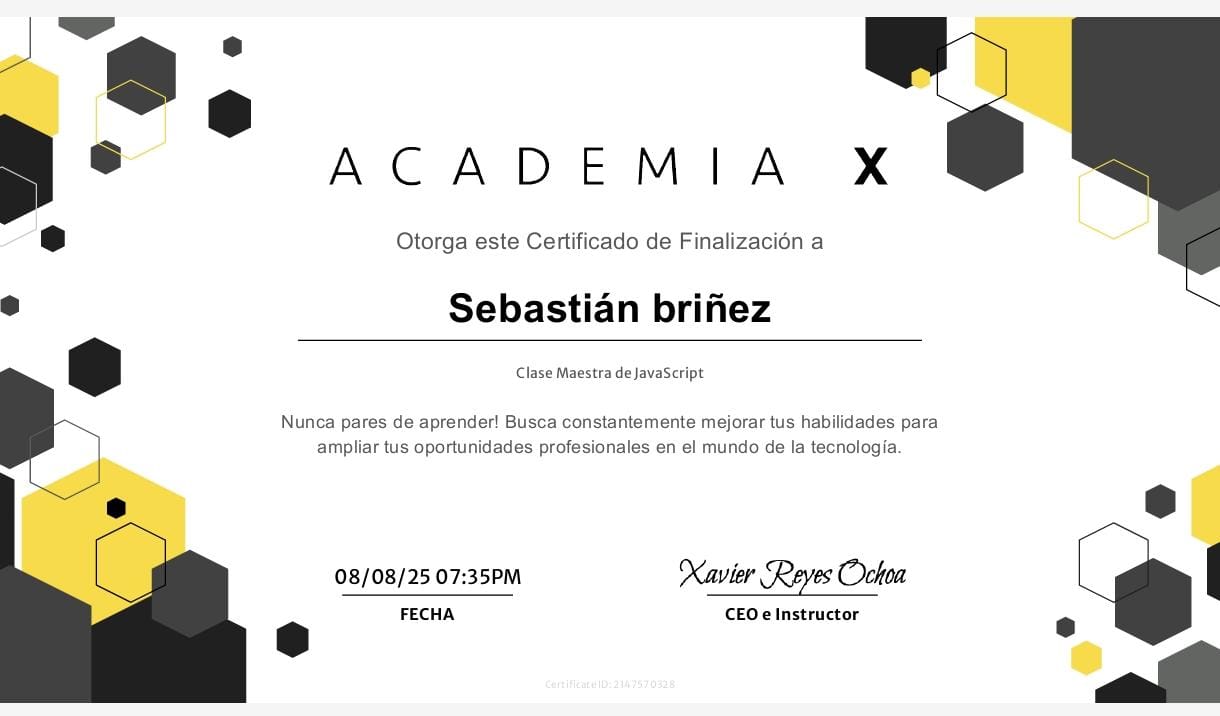 ACADEMIA X
Otorga este Certificado de Finalización a
Sebastián briñez
Clase Maestra de JavaScript
Nunca pares de aprender! Busca constantemente mejorar tus habilidades para
ampliar tus oportunidades profesionales en el mundo de la tecnología.
08/08/25 07:35PM
FECHA
Xavier Reyes Ochoa
CEO e Instructor
Certificate ID: 2147570328